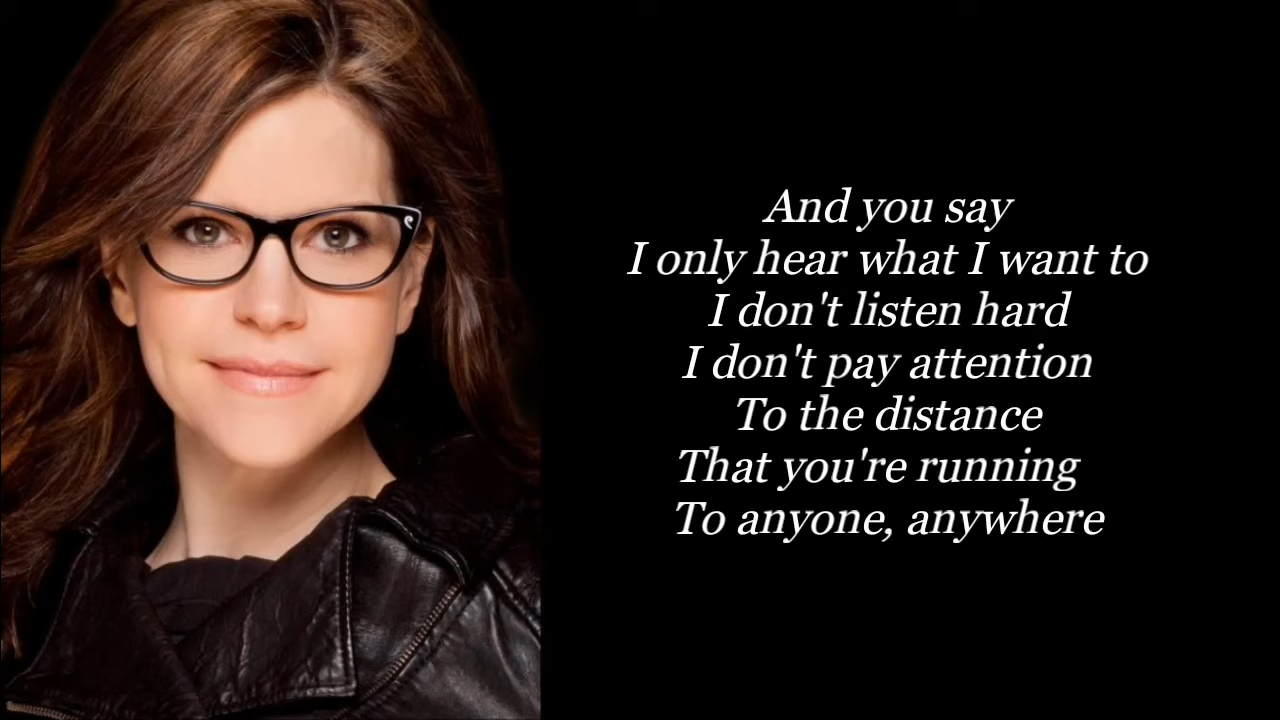 And you say
I only hear what I want to
I don't listen hard
I don't pay attention
To the distance
That you're running
To anyone, anywhere